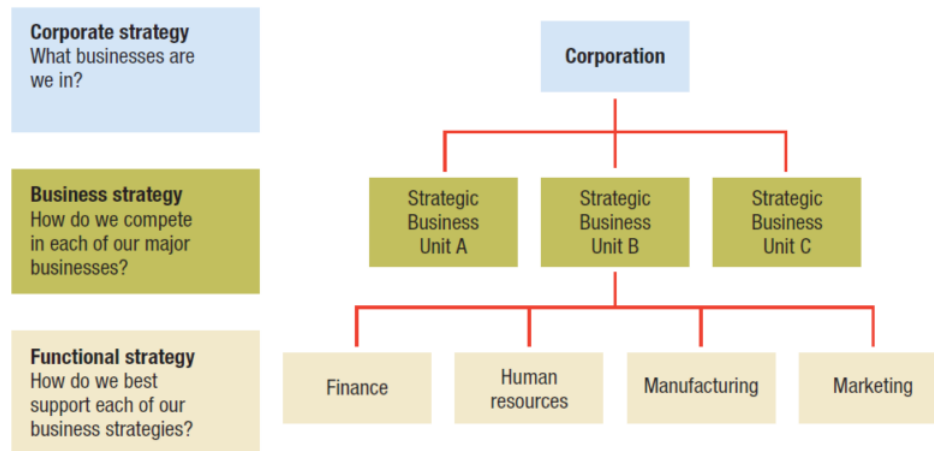 Corporate strategy
What businesses are
we in?
Corporation
Business strategy
How do we compete
in each of our major
businesses?
Strategic
Business
Unit A
Strategic
Business
Unit B
Strategic
Business
Unit C
Functional strategy
How do we best
support each of our
business strategies?
Finance
Human
resources
Manufacturing
Marketing